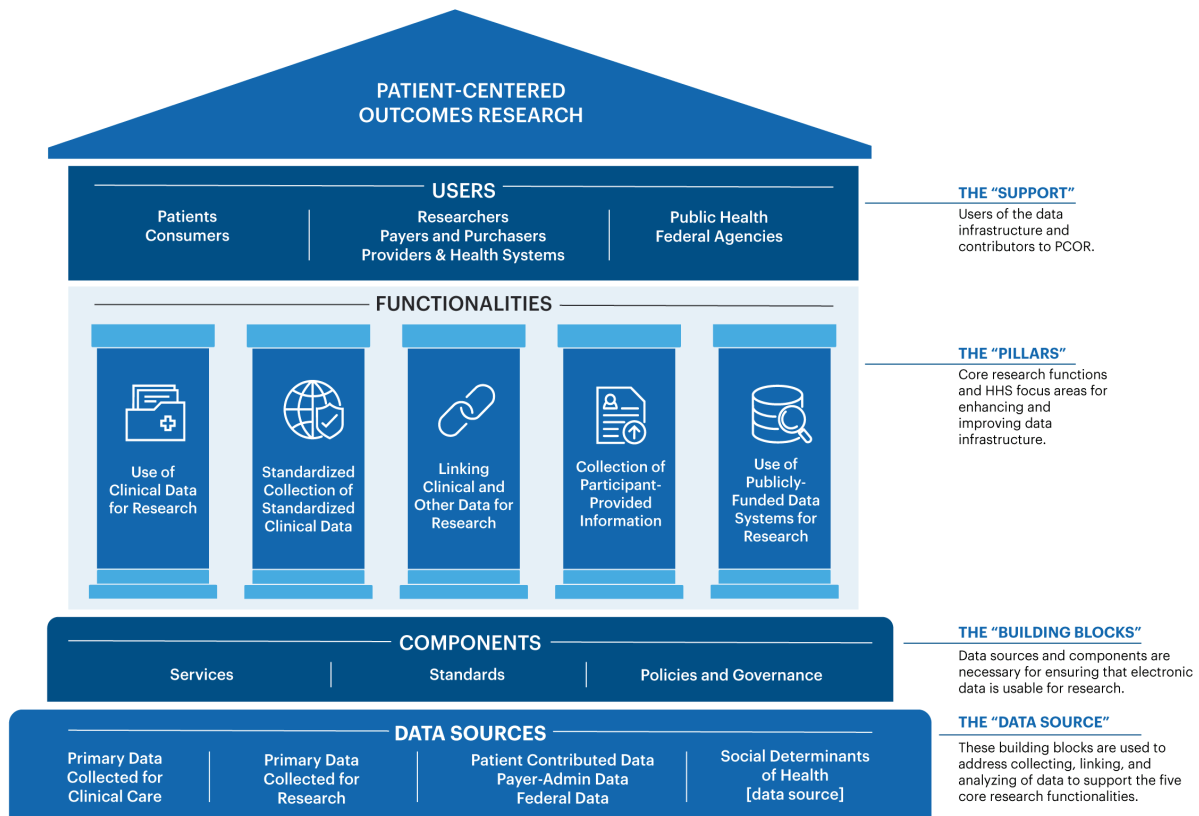 PATIENT-CENTERED
OUTCOMES RESEARCH
USERS
Patients
Consumers
Researchers
Payers and Purchasers
Providers & Health Systems
Public Health
Federal Agencies
THE “SUPPORT”
Users of the data
infrastructure and
contributors to PCOR.
FUNCTIONALITIES
Use of
Clinical Data
for Research
Standardized
Collection of
Standardized
Clinical Data
Linking
Clinical and
Other Data for
Research
Collection of
Participant-
Provided
Information
Use of
Publicly-
Funded Data
Systems for
Research
THE “PILLARS”
Core research functions
and HHS focus areas for
enhancing and
improving data
infrastructure.
COMPONENTS
Services
Standards
Policies and Governance
THE “BUILDING BLOCKS”
Data sources and components are
necessary for ensuring that electronic
data is usable for research.
DATA SOURCES
Primary Data
Collected for
Clinical Care
Primary Data
Collected for
Research
Patient Contributed Data
Payer-Admin Data
Federal Data
Social Determinants
of Health
[data source]
THE “DATA SOURCE”
These building blocks are used to
address collecting, linking, and
analyzing of data to support the five
core research functionalities.